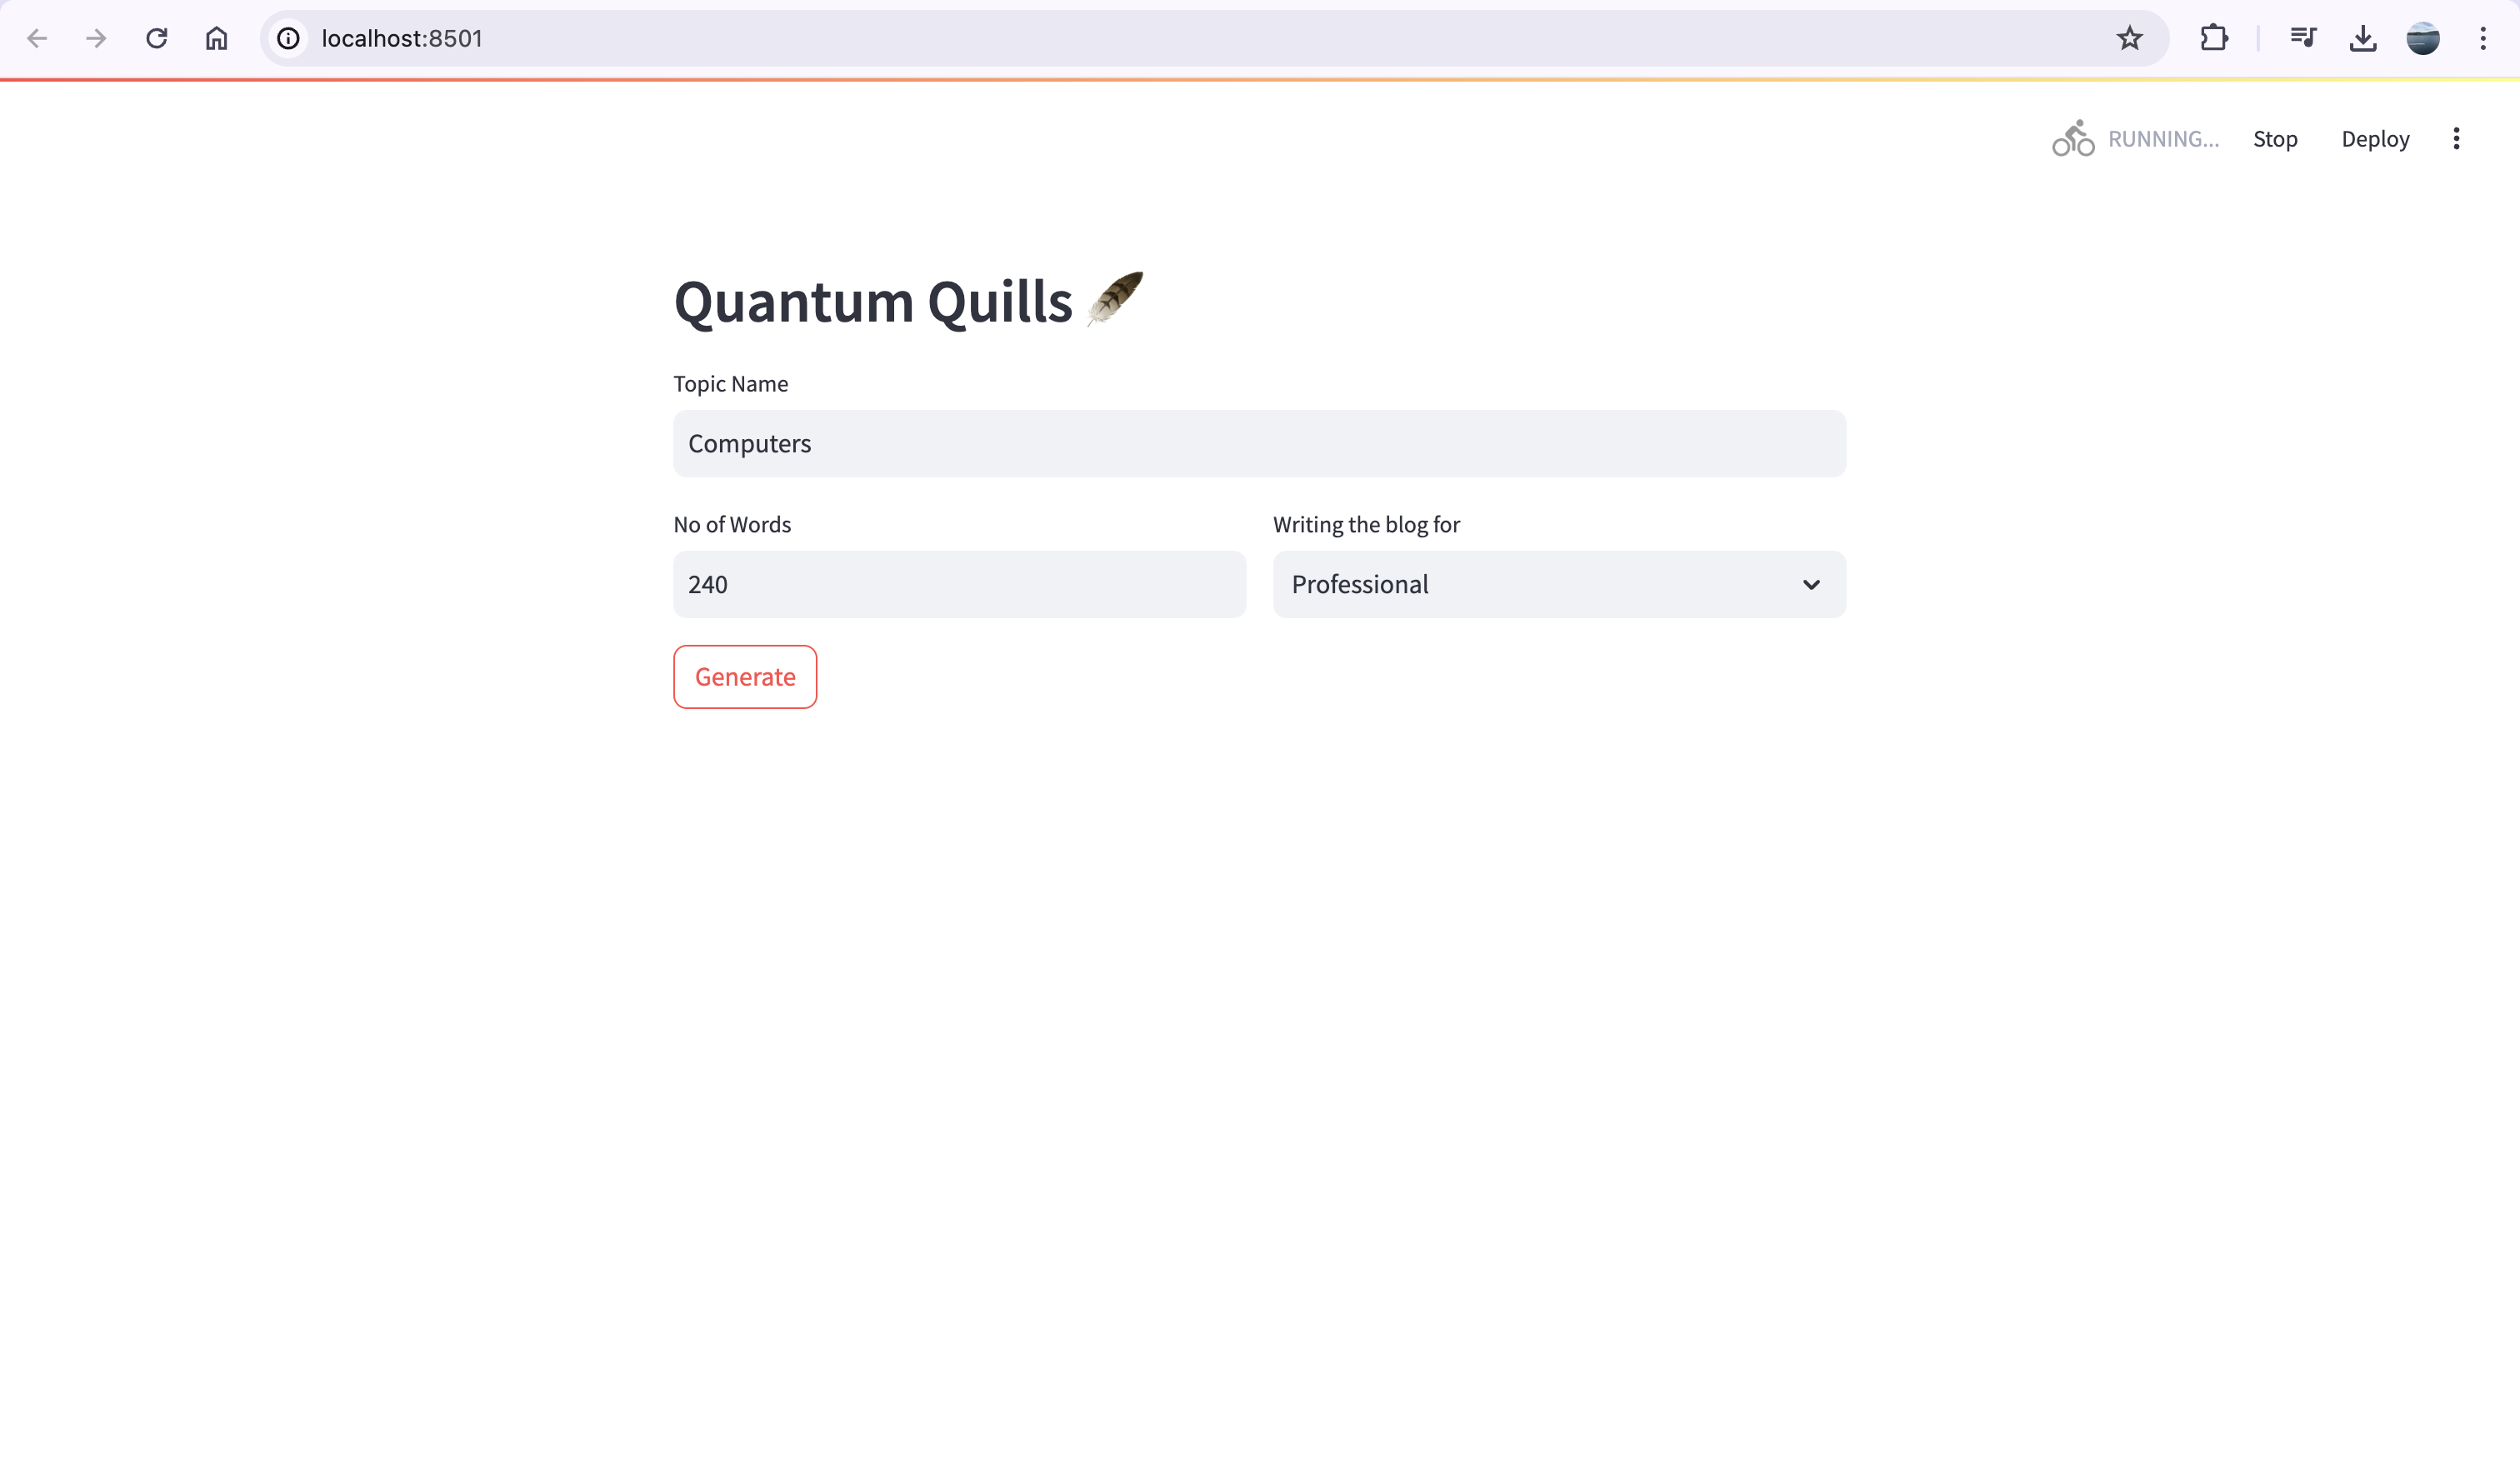 localhost:8501
RUNNING... Stop Deploy
Quantum Quills
Topic Name
Computers
No of Words Writing the blog for
240 Professional
Generate